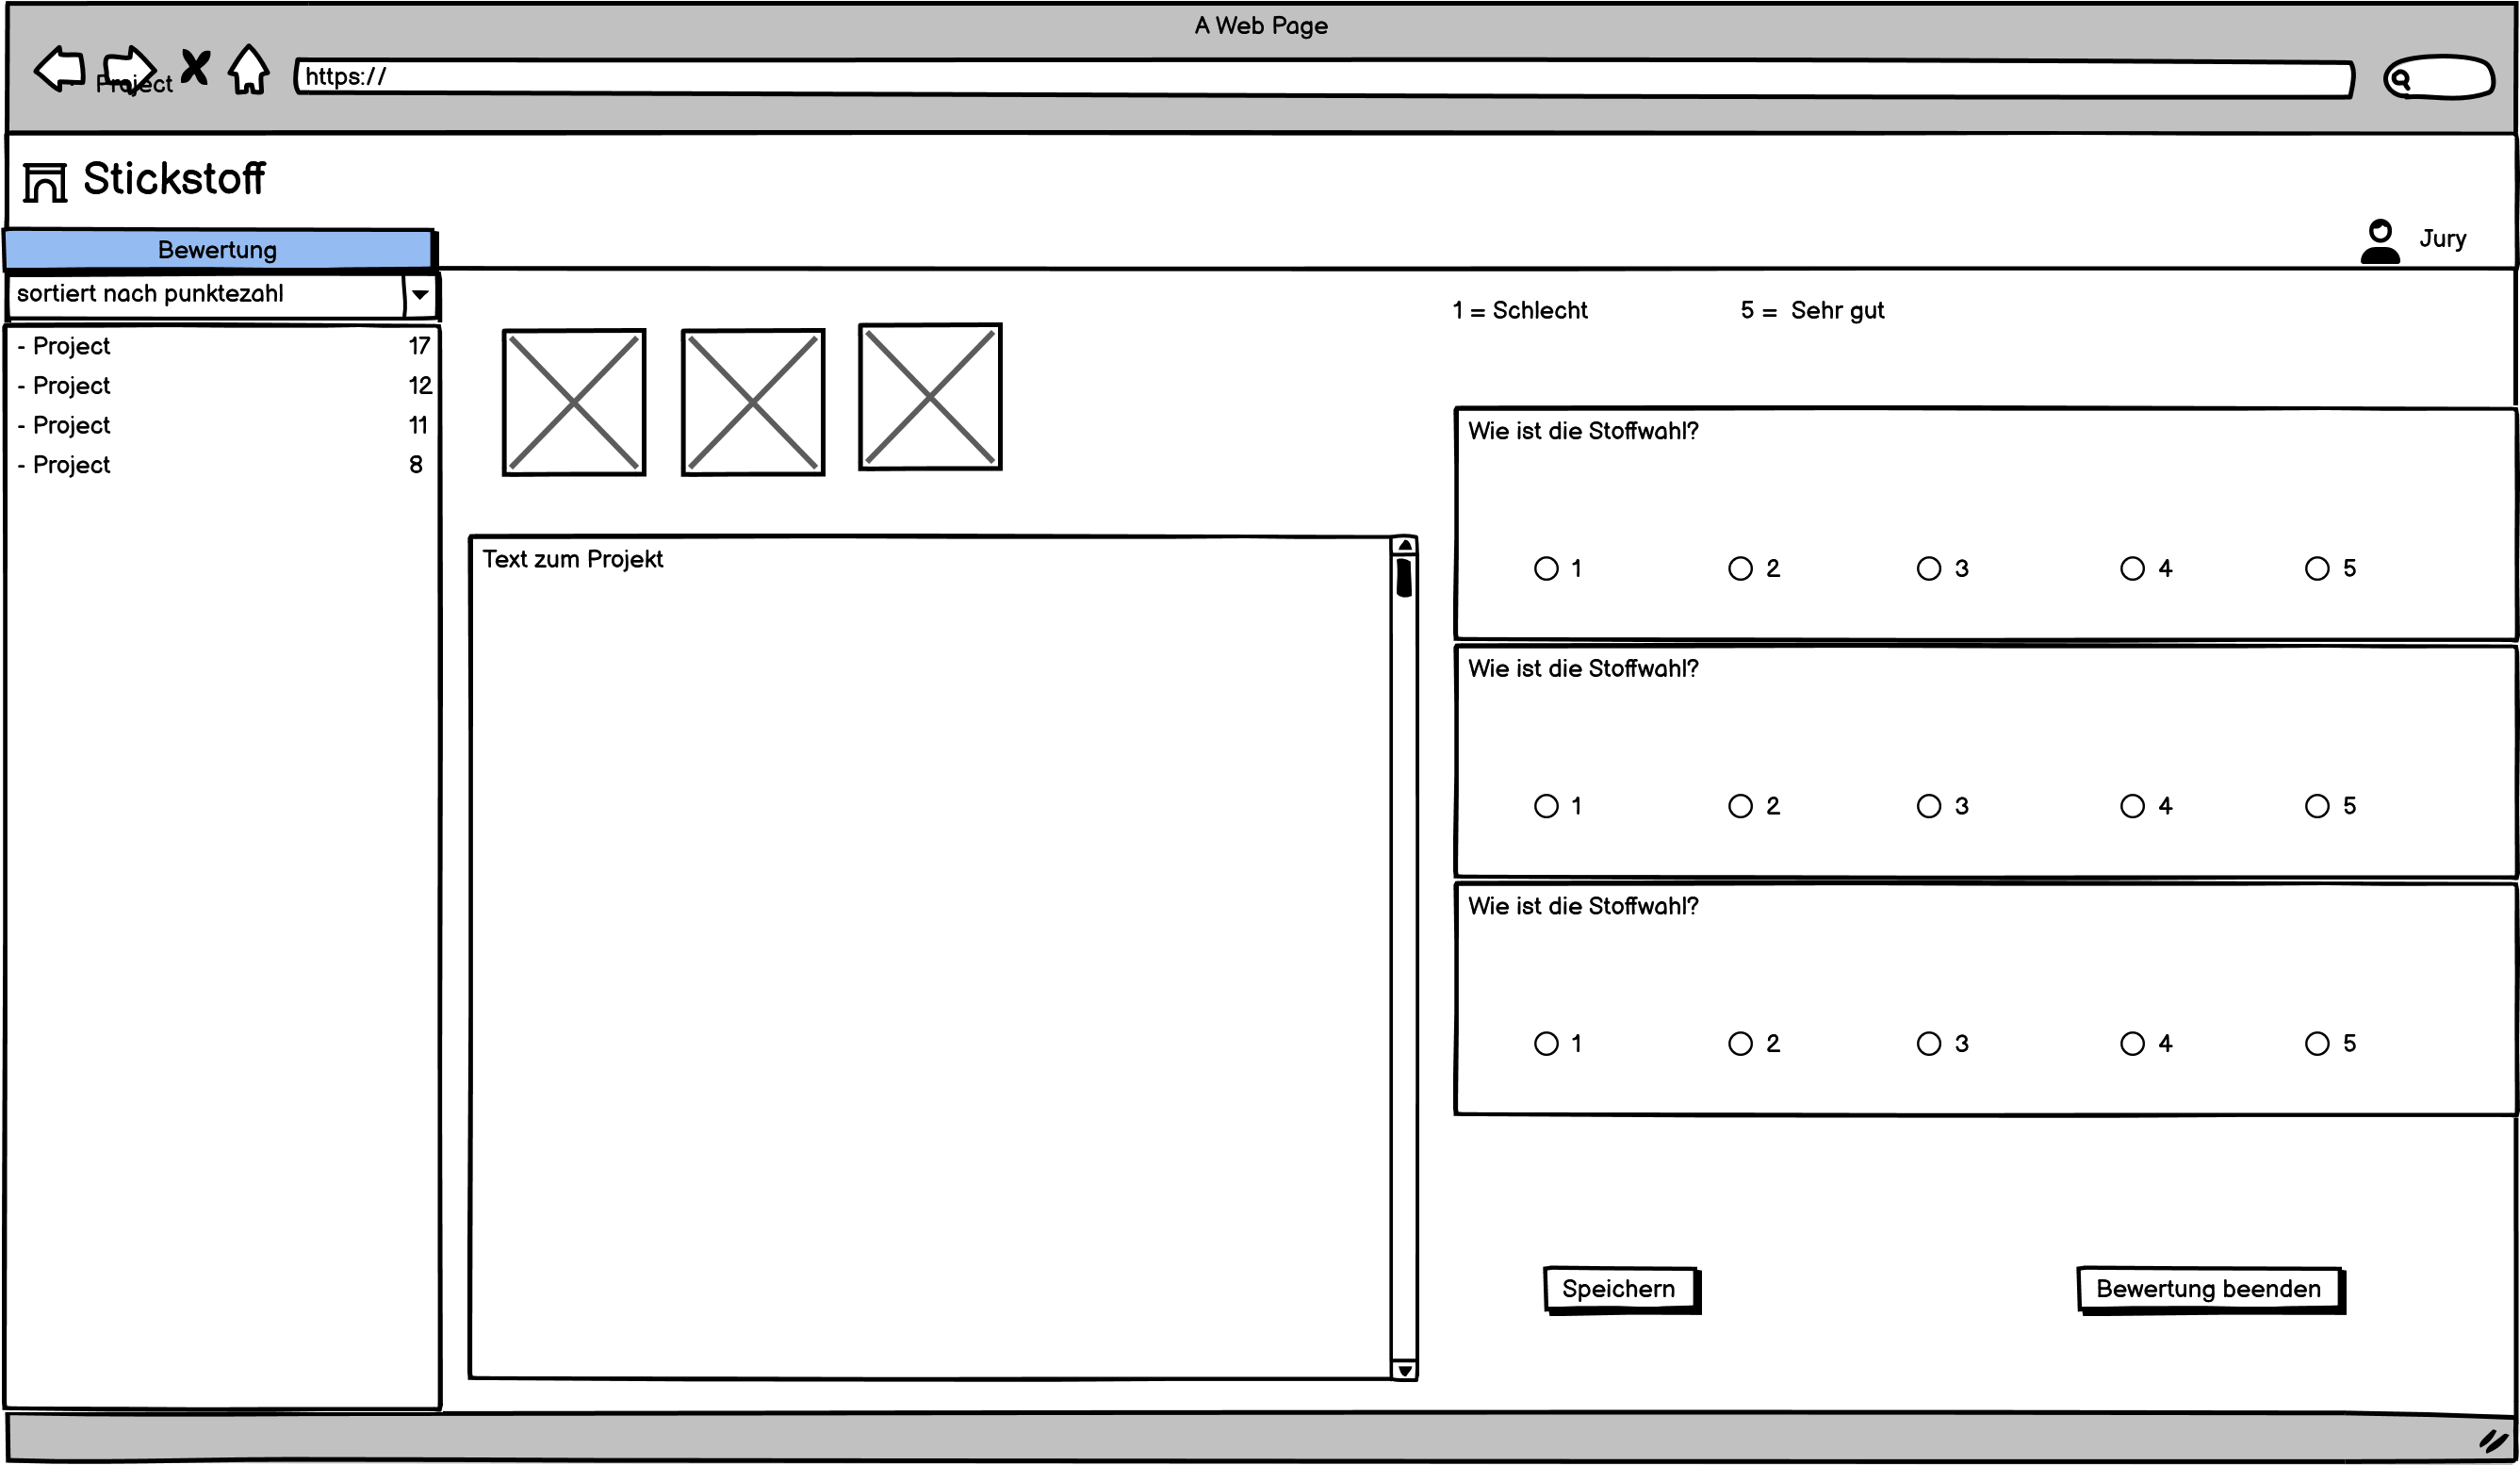 A Web Page
https://
Project
Stickstoff
Jury
Bewertung
sortiert nach punktezahl
- Project 17
- Project 12
- Project 11
- Project 8
Text zum Projekt
1 = Schlecht 5 = Sehr gut
Wie ist die Stoffwahl?
1 2 3 4 5
Wie ist die Stoffwahl?
1 2 3 4 5
Wie ist die Stoffwahl?
1 2 3 4 5
Speichern Bewertung beenden